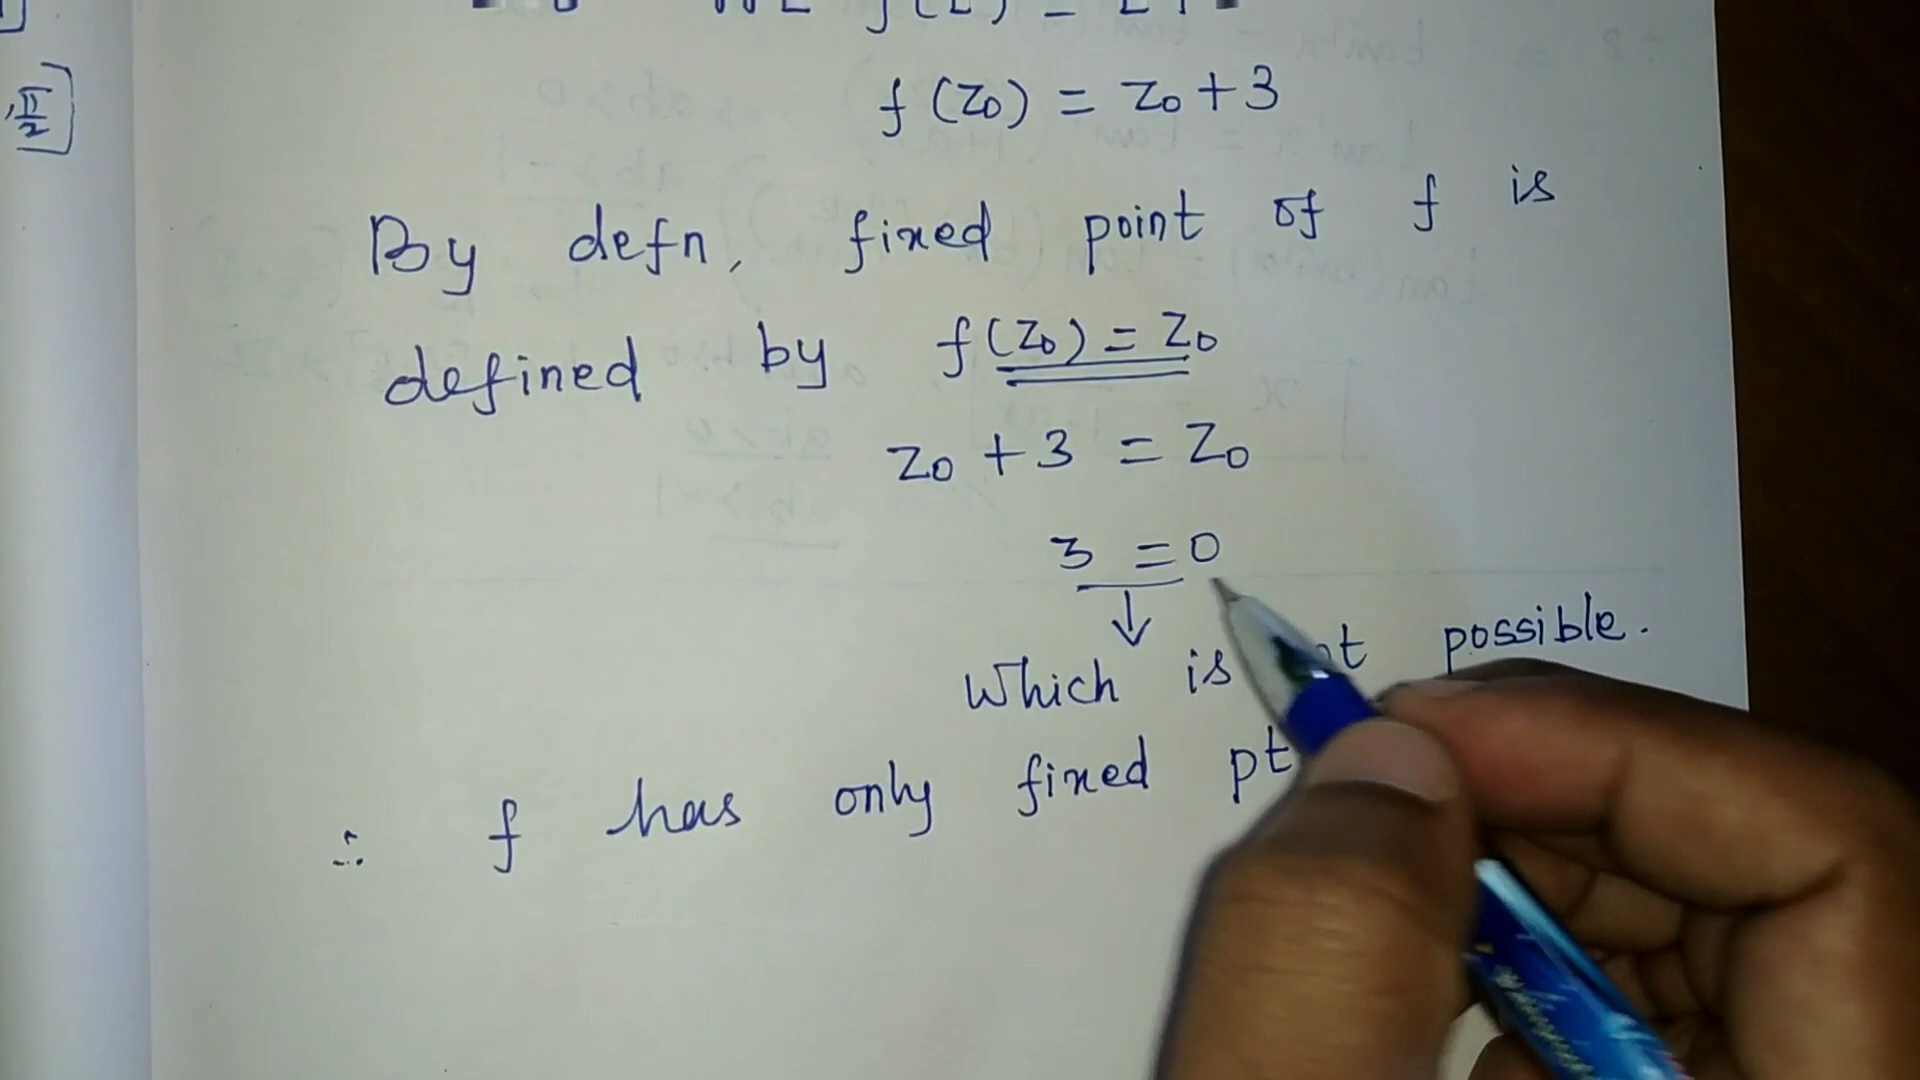 f(z0) = z0+3
, π/2]
By defn, fixed point of f is
defined by f(z0) = z0
z0 + 3 = z0
3 = 0
↓
Which is possible.
∴ f has only fixed pt